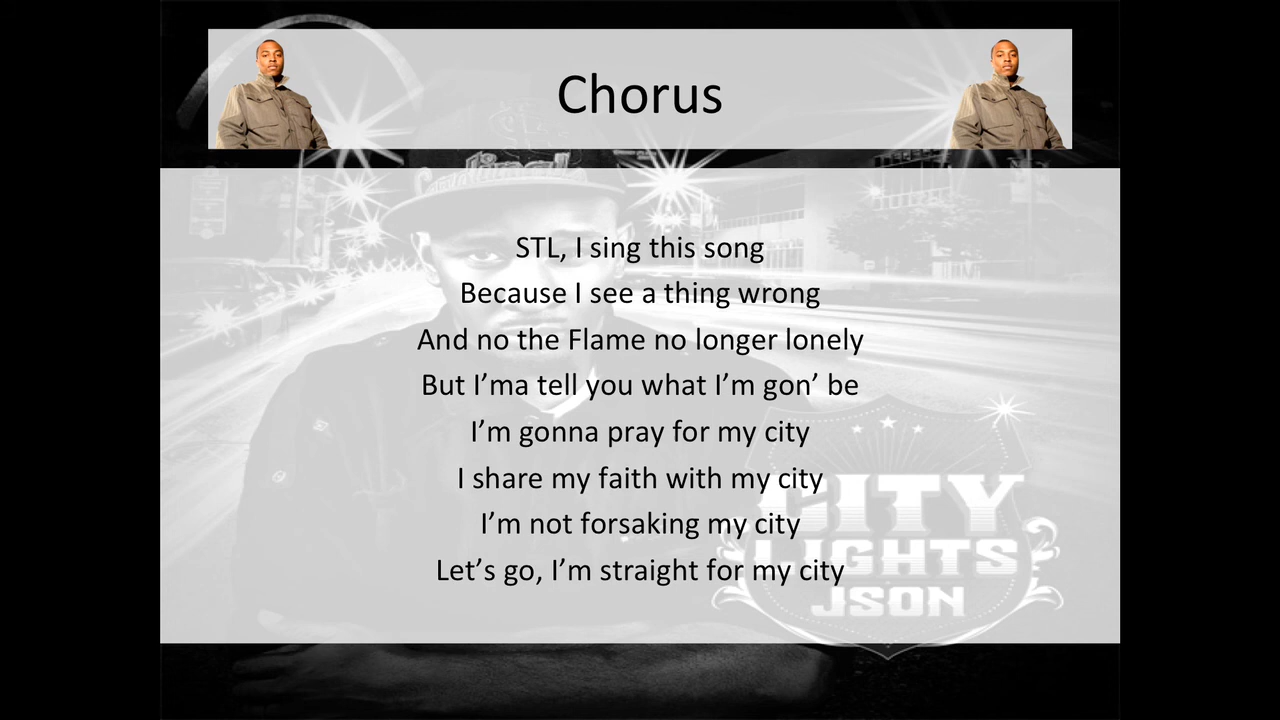 Chorus
Cardinals
STL, I sing this song
Because I see a thing wrong
And no the Flame no longer lonely
But I’ma tell you what I’m gon’ be
I’m gonna pray for my city
I share my faith with my city
I’m not forsaking my city
Let’s go, I’m straight for my city
CITY
LIGHTS
JSON